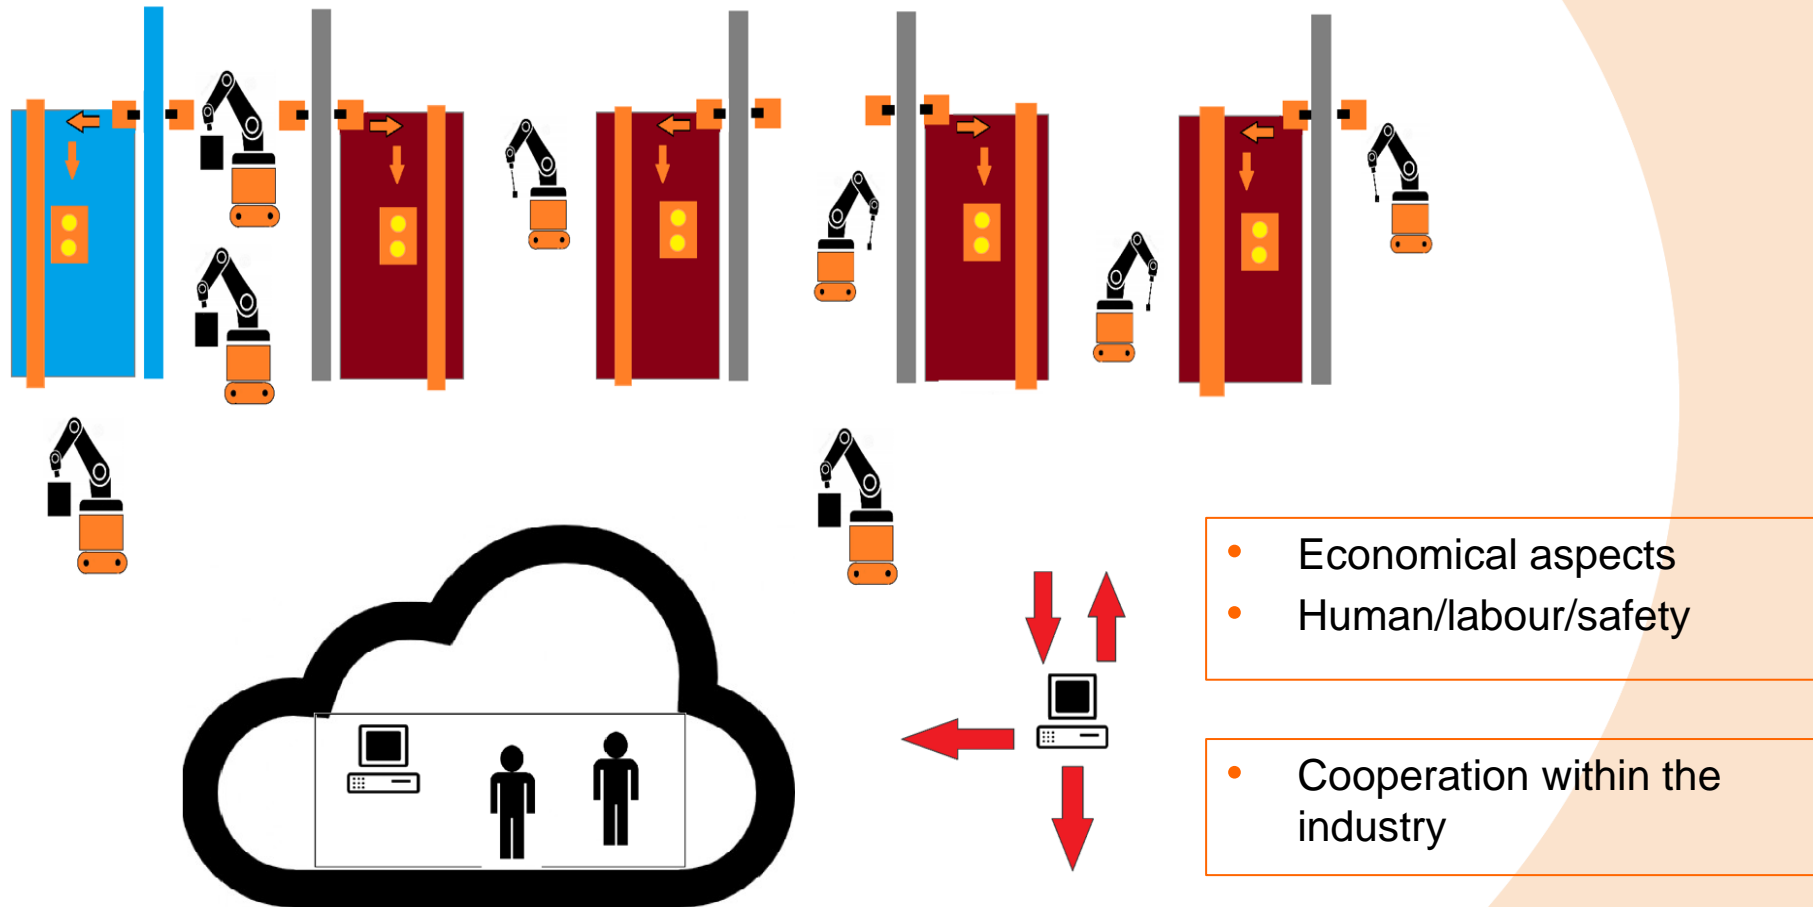 • Economical aspects
• Human/labour/safety
• Cooperation within the
industry